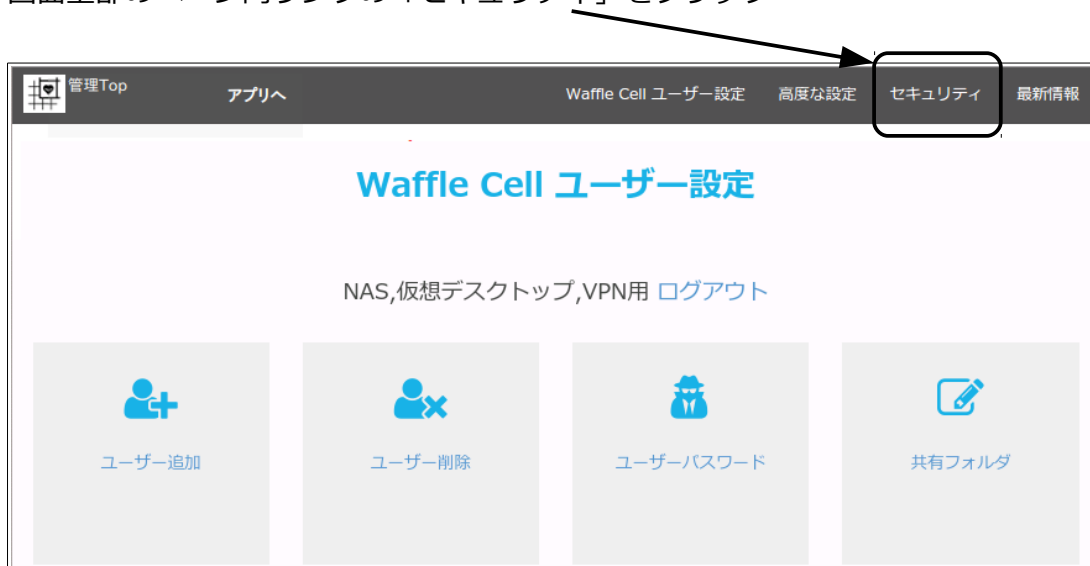 管理Top
アプリへ
Waffle Cell ユーザー設定
高度な設定
セキュリティ
最新情報
Waffle Cell ユーザー設定
NAS,仮想デスクトップ,VPN用 ログアウト
ユーザー追加
ユーザー削除
ユーザーパスワード
共有フォルダ